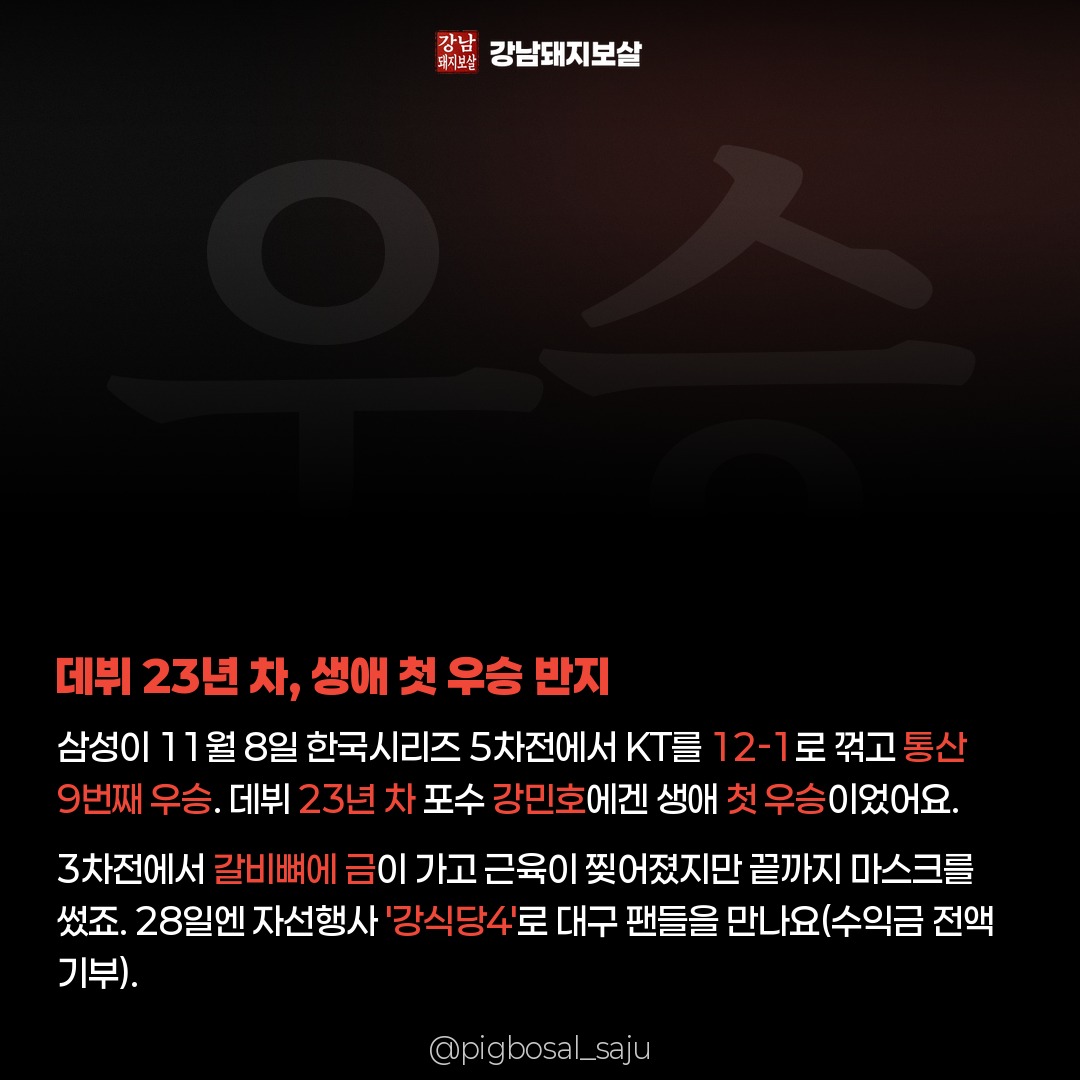 강남
돼지보살
강남돼지보살
우승
데뷔 23년 차, 생애 첫 우승 반지
삼성이 11월 8일 한국시리즈 5차전에서 KT를 12-1로 꺾고 통산
9번째 우승. 데뷔 23년 차 포수 강민호에겐 생애 첫 우승이었어요.
3차전에서 갈비뼈에 금이 가고 근육이 찢어졌지만 끝까지 마스크를
썼죠. 28일엔 자선행사 '강식당4'로 대구 팬들을 만나요(수익금 전액
기부).
@pigbosal_saju